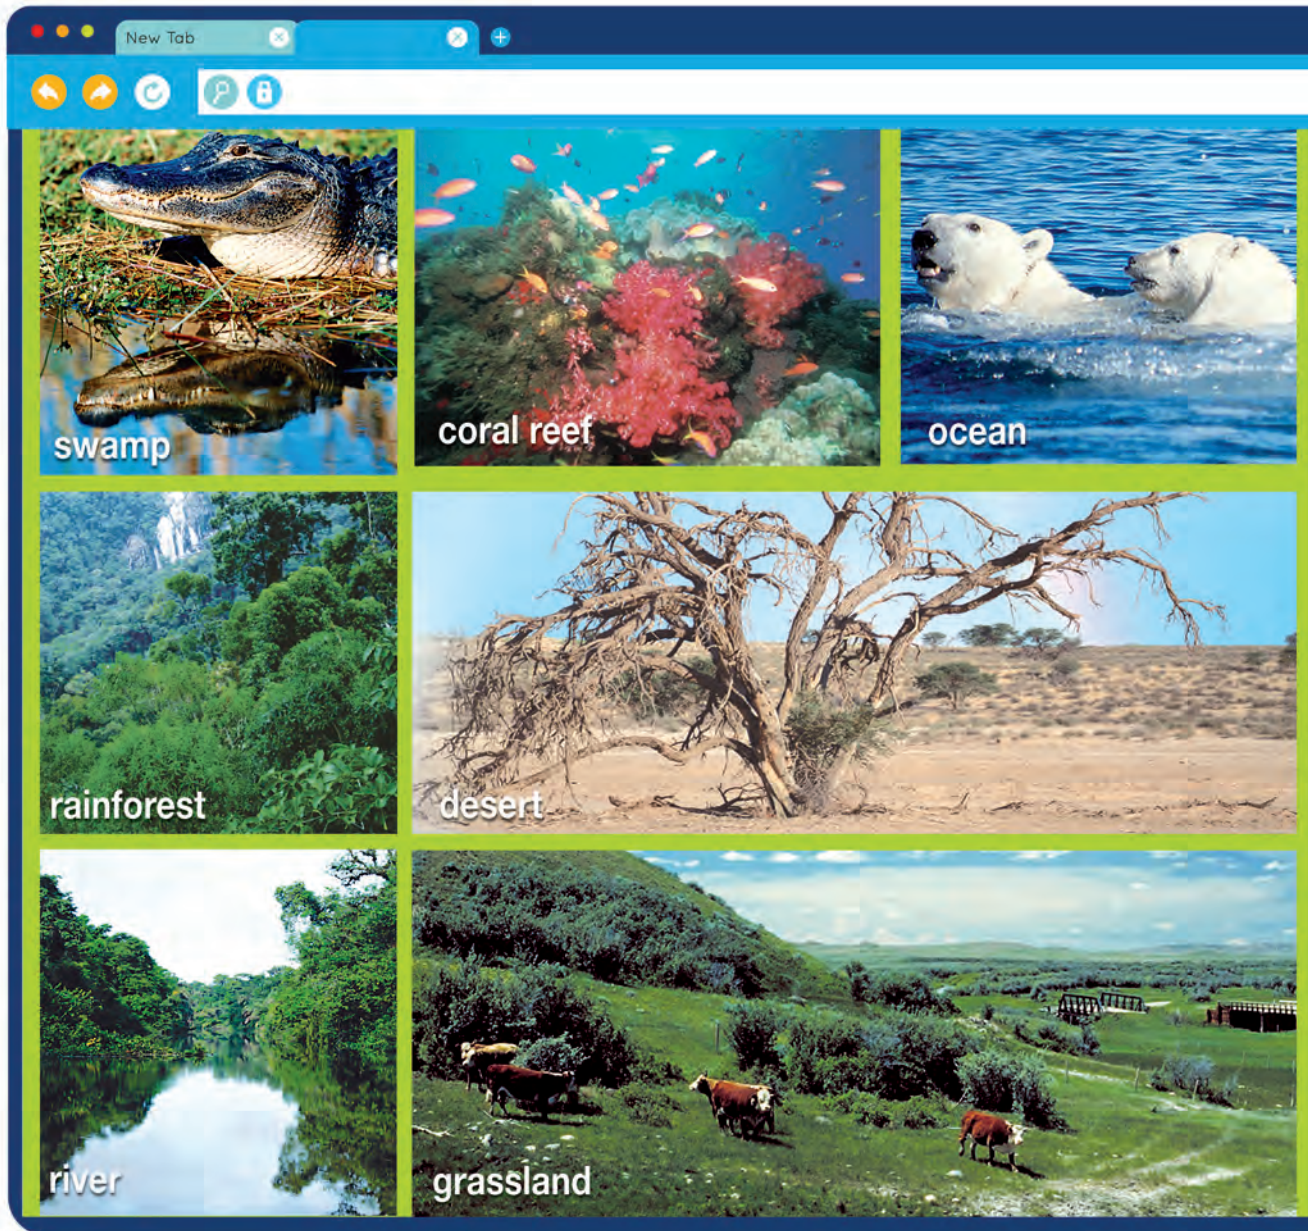 New Tab
swamp
coral reef
ocean
rainforest
desert
river
grassland